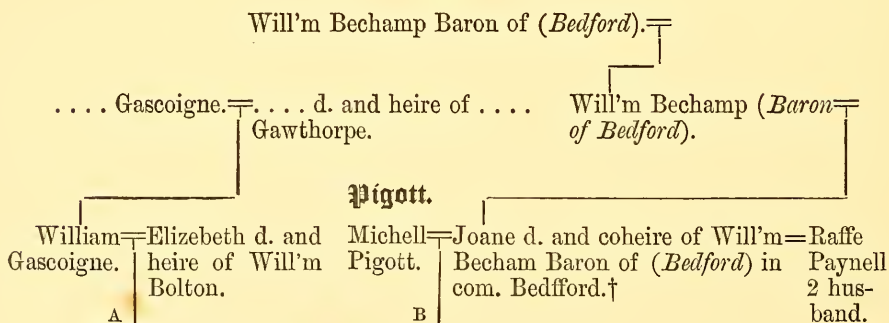 Will'm Bechamp Baron of (Bedford).
. . . . Gascoigne. . . . . d. and heire of . . . .
Gawthorpe.
Will'm Bechamp (Baron
of Bedford).
Pigott.
William
Gascoigne.
Elizebeth d. and
heire of Will'm
Bolton.
Michell
Pigott.
Joane d. and coheire of Will'm
Becham Baron of (Bedford) in
com. Bedfford.†
Raffe
Paynell
2 hus-
band.
A
B